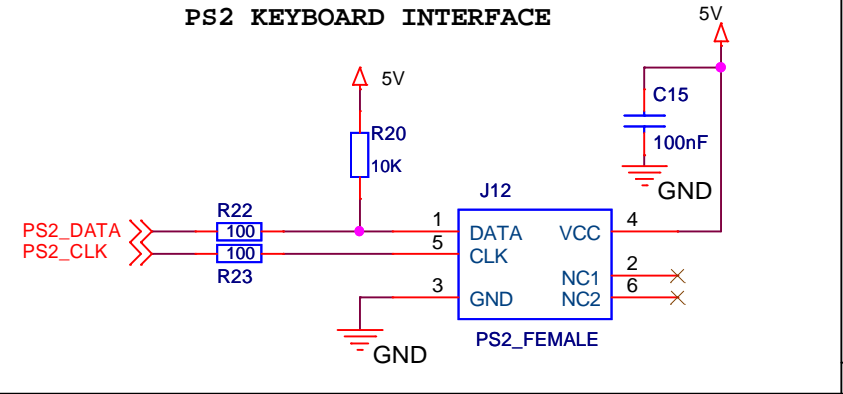 PS2 KEYBOARD INTERFACE
5V
5V
C15
100nF
GND
R20
10K
J12
R22
PS2_DATA
100
1
DATA
VCC
4
PS2_CLK
100
5
CLK
R23
NC1
2
3
GND
NC2
6
PS2_FEMALE
GND